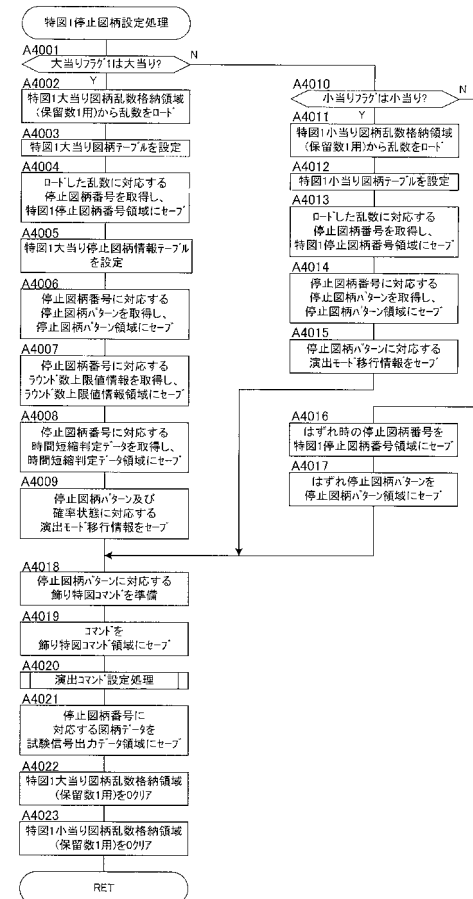 特図1停止図柄設定処理
A4001
大当りフラグ1は大当り?
N
Y
A4002
特図1大当り図柄乱数格納領域
(保留数1用)から乱数をロード
A4003
特図1大当り図柄テーブルを設定
A4004
ロードした乱数に対応する
停止図柄番号を取得し、
特図1停止図柄番号領域にセーブ
A4005
特図1大当り停止図柄情報テーブル
を設定
A4006
停止図柄番号に対応する
停止図柄パターンを取得し、
停止図柄パターン領域にセーブ
A4007
停止図柄番号に対応する
ラウンド数上限値情報を取得し、
ラウンド数上限値情報領域にセーブ
A4008
停止図柄番号に対応する
時間短縮判定データを取得し、
時間短縮判定データ領域にセーブ
A4009
停止図柄パターン及び
確率状態に対応する
演出モード移行情報をセーブ
A4010
小当りフラグは小当り?
N
Y
A4011
特図1小当り図柄乱数格納領域
(保留数1用)から乱数をロード
A4012
特図1小当り図柄テーブルを設定
A4013
ロードした乱数に対応する
停止図柄番号を取得し、
特図1停止図柄番号領域にセーブ
A4014
停止図柄番号に対応する
停止図柄パターンを取得し、
停止図柄パターン領域にセーブ
A4015
停止図柄パターンに対応する
演出モード移行情報をセーブ
A4016
はずれ時の停止図柄番号を
特図1停止図柄番号領域にセーブ
A4017
はずれ停止図柄パターンを
停止図柄パターン領域にセーブ
A4018
停止図柄パターンに対応する
飾り特図コマンドを準備
A4019
コマンドを
飾り特図コマンド領域にセーブ
A4020
演出コマンド設定処理
A4021
停止図柄番号に
対応する図柄データを
試験信号出力データ領域にセーブ
A4022
特図1大当り図柄乱数格納領域
(保留数1用)を0クリア
A4023
特図1小当り図柄乱数格納領域
(保留数1用)を0クリア
RET